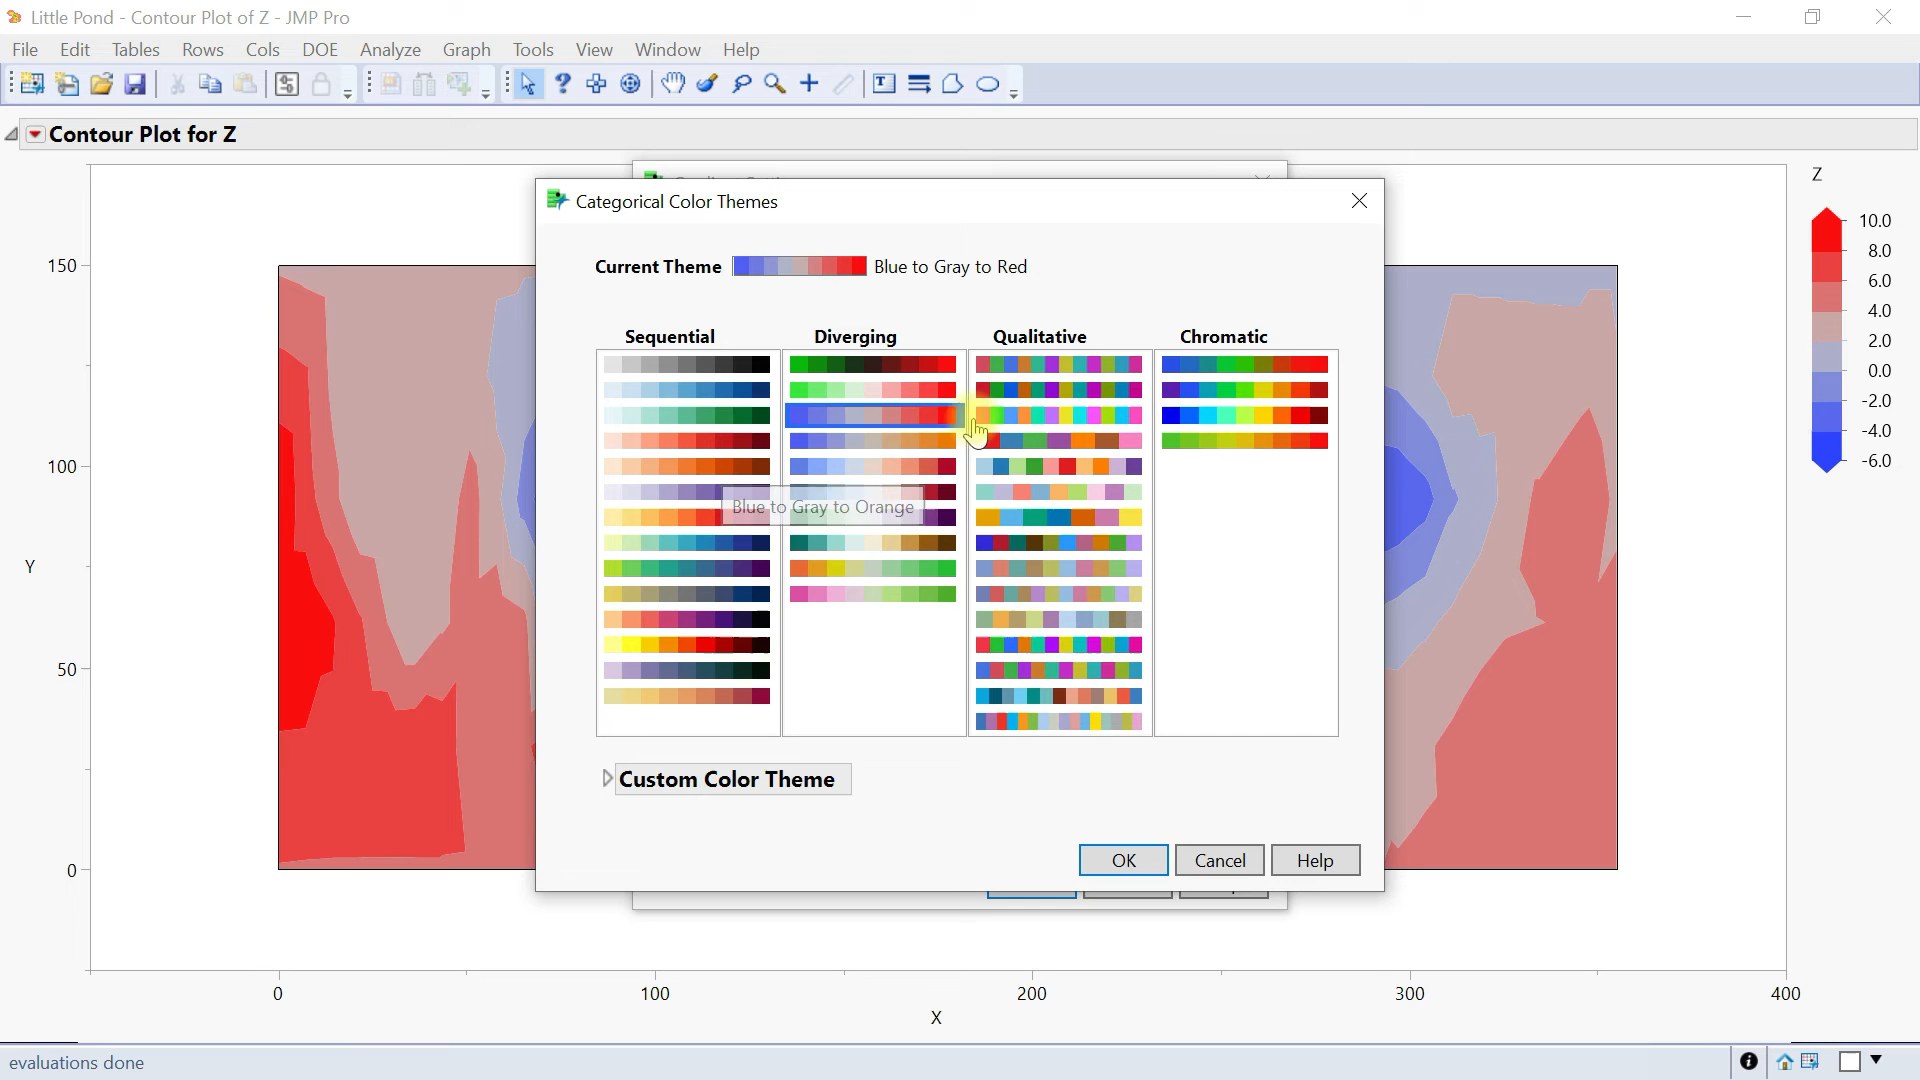 Little Pond - Contour Plot of Z - JMP Pro
File Edit Tables Rows Cols DOE Analyze Graph Tools View Window Help
Contour Plot for Z
Categorical Color Themes
Current Theme Blue to Gray to Red
Sequential Diverging Qualitative Chromatic
Blue to Gray to Orange
Custom Color Theme
OK Cancel Help
Z
10.0
8.0
6.0
4.0
2.0
0.0
-2.0
-4.0
-6.0
150
100
50
0
Y
0 100 200 300 400
X
evaluations done